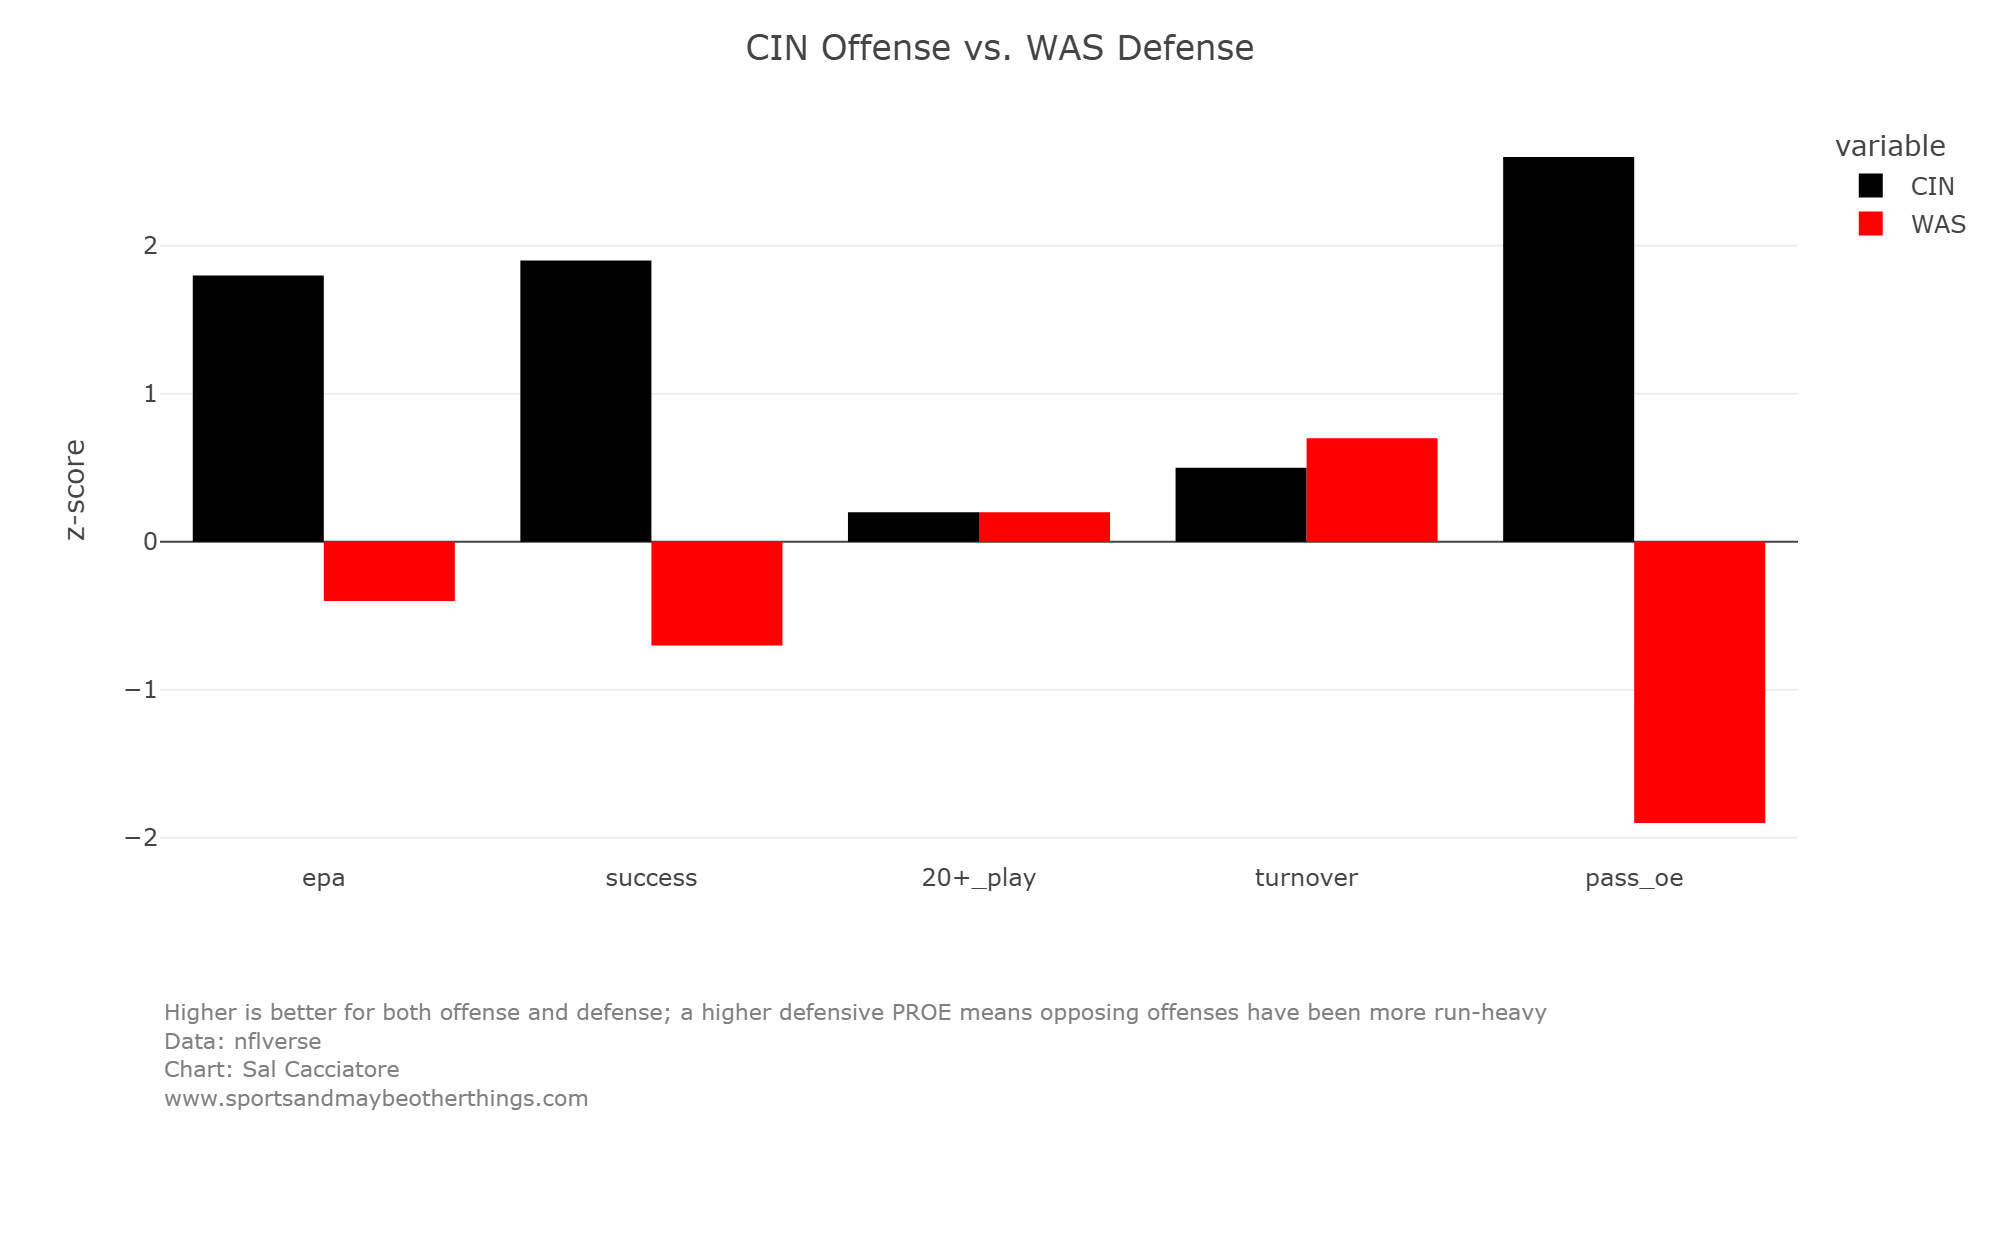 CIN Offense vs. WAS Defense
variable
CIN
WAS
z-score
2
1
0
−1
−2
epa
success
20+_play
turnover
pass_oe
Higher is better for both offense and defense; a higher defensive PROE means opposing offenses have been more run-heavy
Data: nflverse
Chart: Sal Cacciatore
www.sportsandmaybeotherthings.com